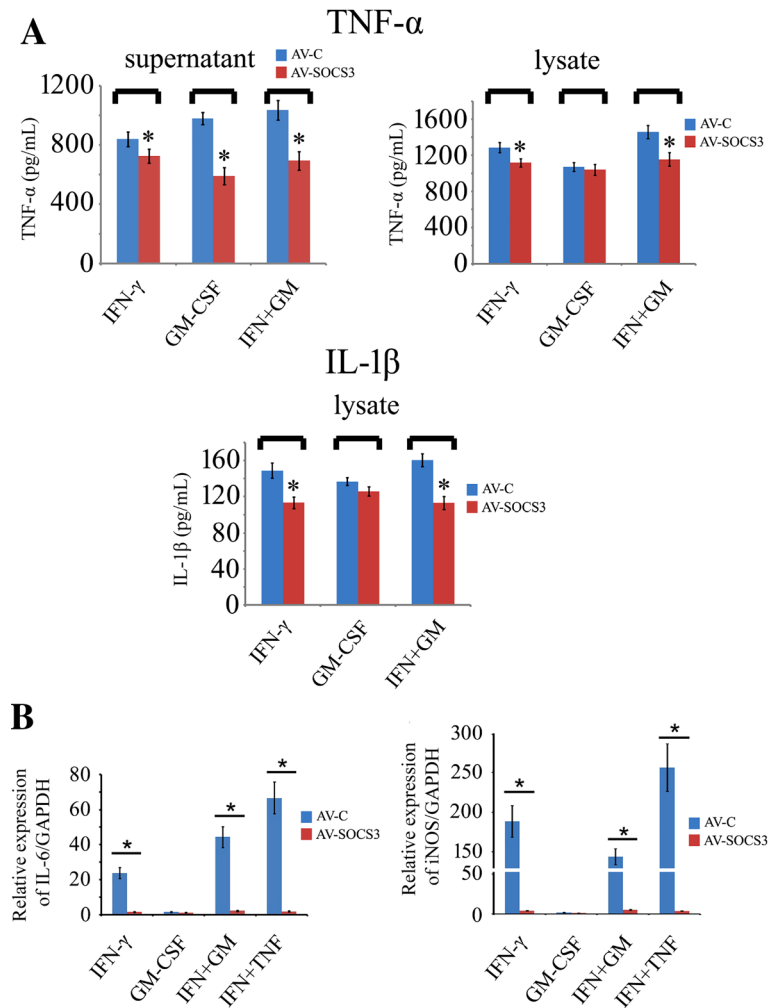 A
TNF-α
supernatant
AV-C
AV-SOCS3
TNF-α (pg/mL)
1200
800
400
0
*
*
*
IFN-γ
GM-CSF
IFN+GM
lysate
AV-C
AV-SOCS3
TNF-α (pg/mL)
1600
1200
800
400
0
*
*
IFN-γ
GM-CSF
IFN+GM
IL-1β
lysate
AV-C
AV-SOCS3
IL-1β (pg/mL)
160
120
80
40
0
*
*
IFN-γ
GM-CSF
IFN+GM
B
Relative expression
of IL-6/GAPDH
80
60
40
20
0
*
*
*
AV-C
AV-SOCS3
IFN-γ
GM-CSF
IFN+GM
IFN+TNF
Relative expression
of iNOS/GAPDH
300
250
200
150
50
0
*
*
*
AV-C
AV-SOCS3
IFN-γ
GM-CSF
IFN+GM
IFN+TNF